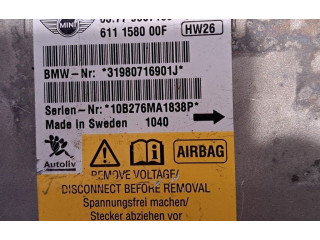 MINI
611 1580 00F
HW26
BMW-Nr: *31980716901J*
Serien-Nr: *10B276MA1838P*
Made in Sweden 1040
Autoliv
AIRBAG
REMOVE VOLTAGE/
DISCONNECT BEFORE REMOVAL
Spannungsfrei machen/
Stecker abziehen vor